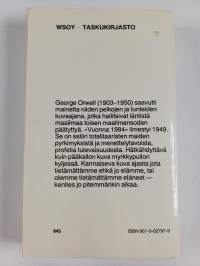 WSOY - TASKUKIRJASTO
George Orwell (1903–1950) saavutti
mainetta niiden pelkojen ja tunteiden
kuvaajana, jotka hallitsivat läntistä
maailmaa toisen maailmansodan
päätyttyä. »Vuonna 1984» ilmestyi 1949.
Se on satiiri totalitaaristen maiden
pyrkimyksistä ja menettelytavoista,
profetia tulevaisuudesta. Hätkähdyttävä
kuin pääkallon kuva myrkkypullon
kyljessä. Karmaiseva kuva ajasta jota
tietämättämme ehkä jo elämme, tai
olemme tietämättämme eläneet —
kenties jo pitemmänkin aikaa.
845
ISBN 951-0-02797-9